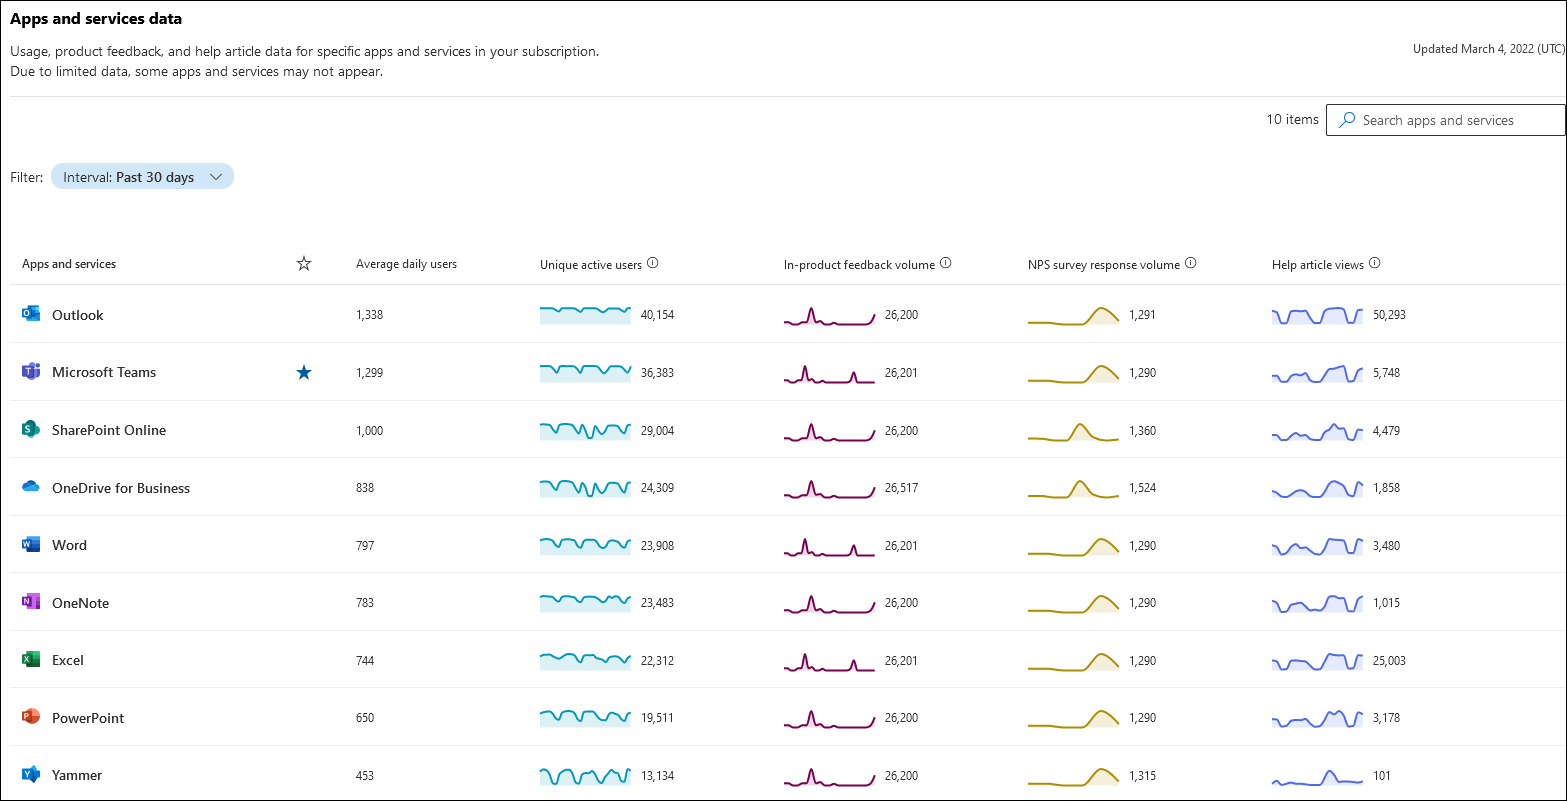 Apps and services data
Usage, product feedback, and help article data for specific apps and services in your subscription.
Due to limited data, some apps and services may not appear.
Updated March 4, 2022 (UTC)
10 items
Search apps and services
Filter:
Interval: Past 30 days
Apps and services Average daily users Unique active users In-product feedback volume NPS survey response volume Help article views
Outlook 1,338 40,154 26,200 1,291 50,293
Microsoft Teams 1,299 36,383 26,201 1,290 5,748
SharePoint Online 1,000 29,004 26,200 1,360 4,479
OneDrive for Business 838 24,309 26,517 1,524 1,858
Word 797 23,908 26,201 1,290 3,480
OneNote 783 23,483 26,200 1,290 1,015
Excel 744 22,312 26,201 1,290 25,003
PowerPoint 650 19,511 26,200 1,290 3,178
Yammer 453 13,134 26,200 1,315 101